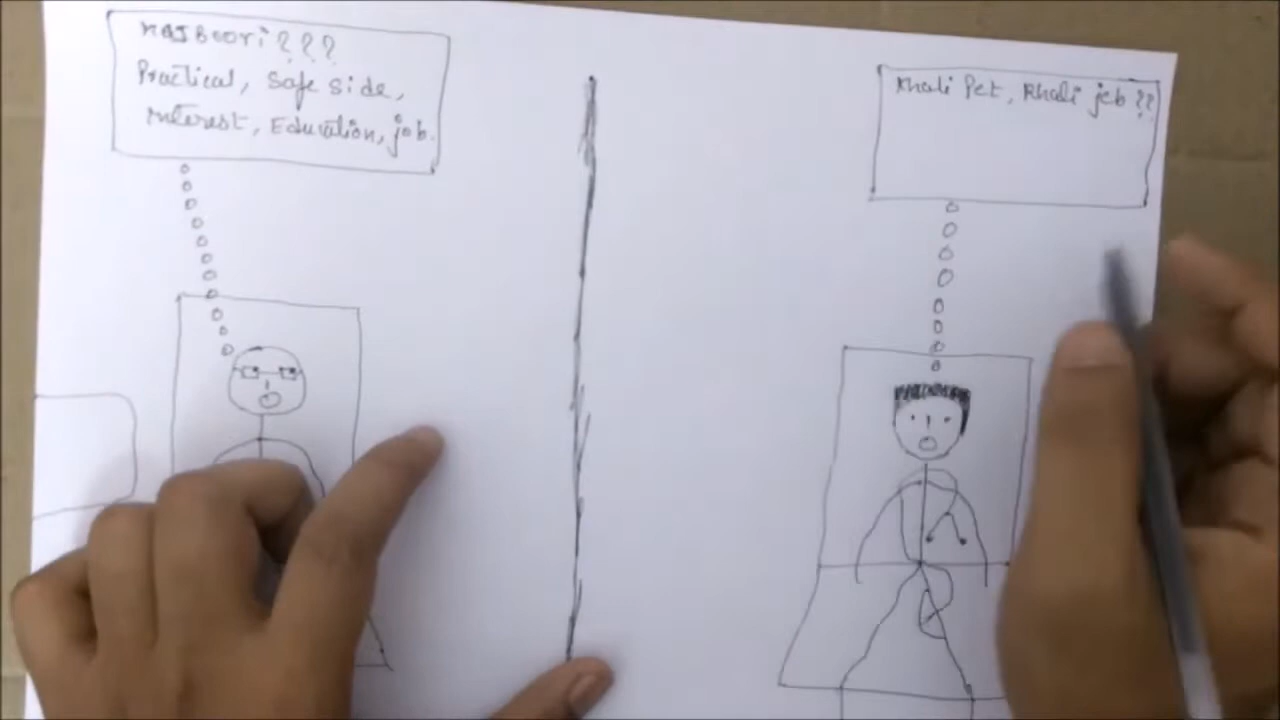 MAJBoori???
Practical, Safe side,
Interest, Education, job.
Khali Pet, Khali jeb??